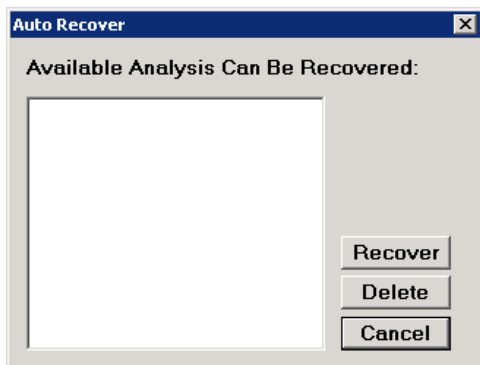 Auto Recover
Available Analysis Can Be Recovered:
Recover
Delete
Cancel